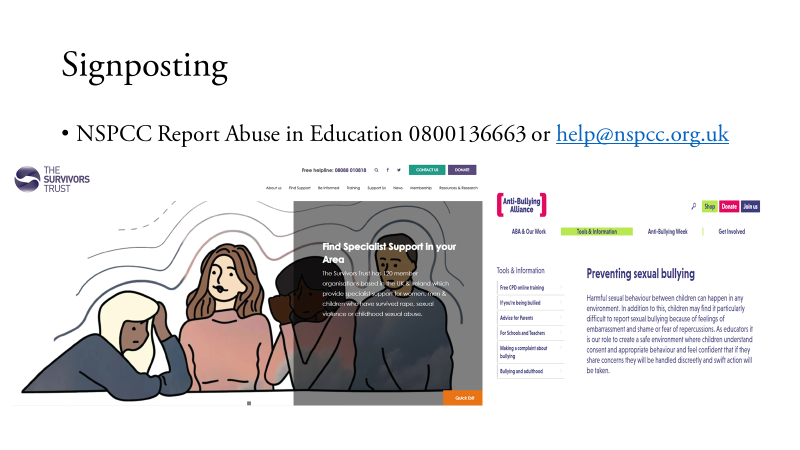 Signposting
• NSPCC Report Abuse in Education 0800136663 or help@nspcc.org.uk
THE
SURVIVORS
TRUST
Free helpline: 08088 010818
CONTACT US
DONATE
About us Find Support Be Informed Training Support Us News Membership Resources & Research
Find Specialist Support in your
Area
The Survivors Trust has 120 member
organisations based in the UK & Ireland which
provide specialist support for women, men &
children who have survived rape, sexual
violence or childhood sexual abuse.
Quick Exit
Anti-Bullying
Alliance
Shop Donate Join us
ABA & Our Work Tools & Information Anti-Bullying Week Get Involved
Tools & Information
Free CPD online training
If you're being bullied
Advice for Parents
For Schools and Teachers
Making a complaint about
bullying
Bullying and adulthood
Preventing sexual bullying
Harmful sexual behaviour between children can happen in any
environment. In addition to this, children may find it particularly
difficult to report sexual bullying because of feelings of
embarrassment and shame or fear of repercussions. As educators it
is our role to create a safe environment where children understand
consent and appropriate behaviour and feel confident that if they
share concerns they will be handled discreetly and swift action will
be taken.